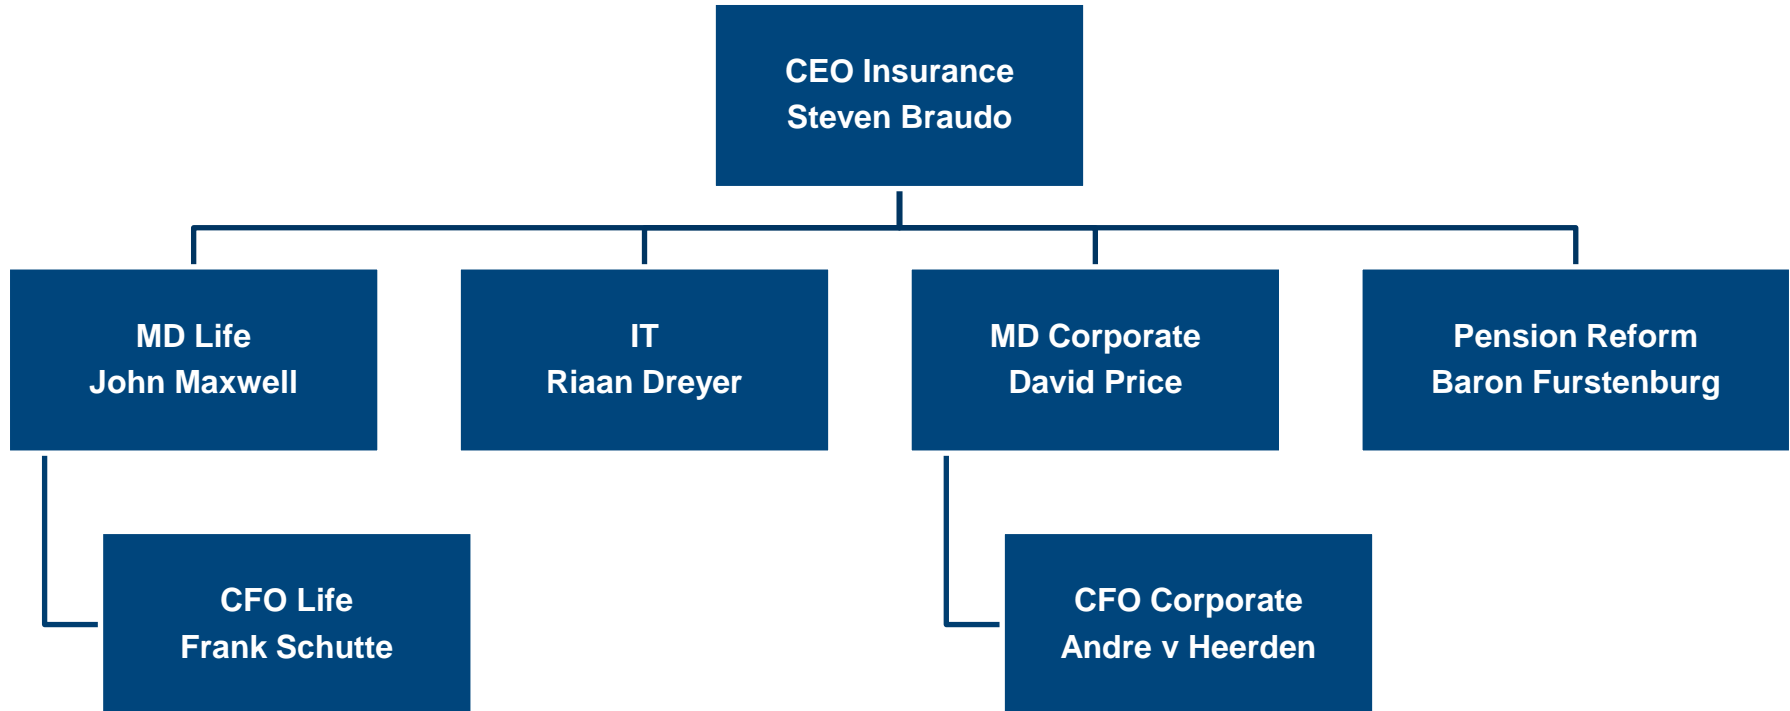 CEO Insurance
Steven Braudo
MD Life
John Maxwell
IT
Riaan Dreyer
MD Corporate
David Price
Pension Reform
Baron Furstenburg
CFO Life
Frank Schutte
CFO Corporate
Andre v Heerden